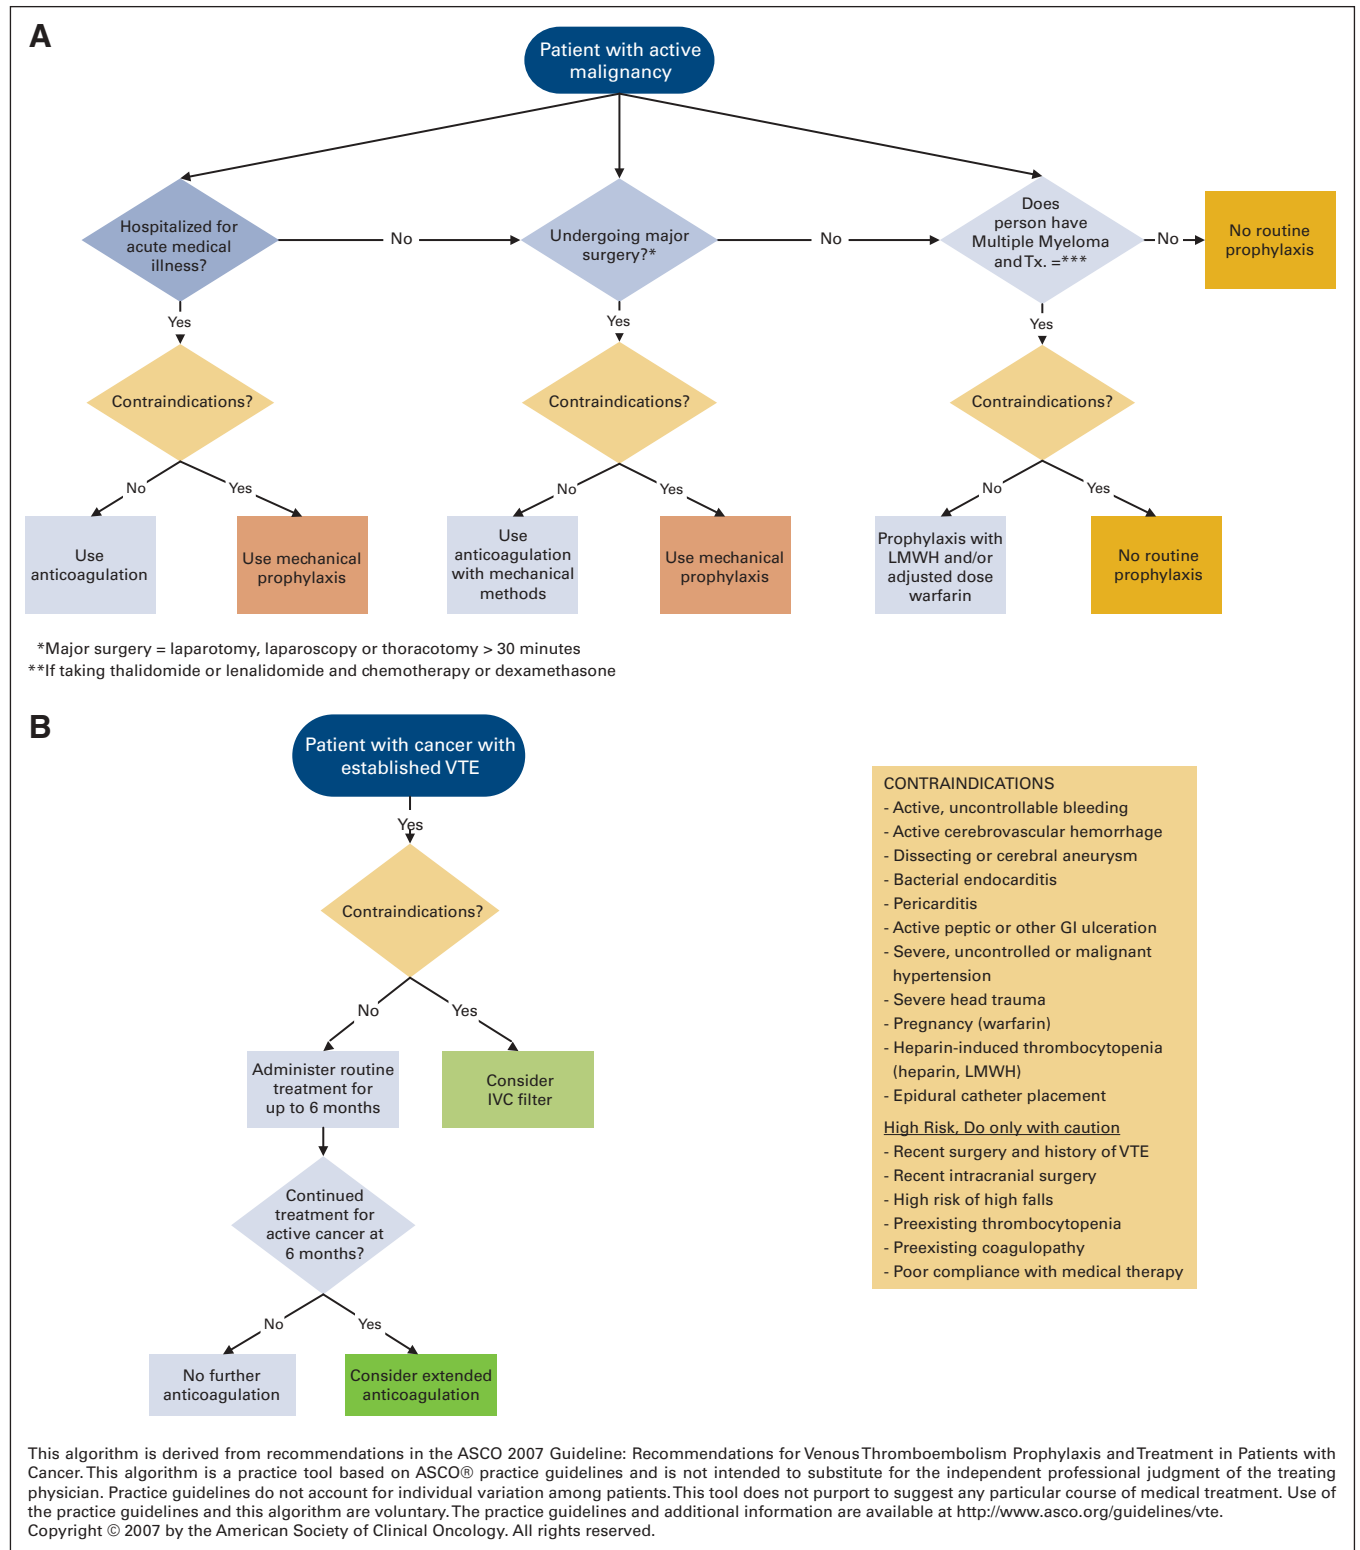 A
Patient with active
malignancy
Hospitalized for
acute medical
illness?
No
Undergoing major
surgery?*
No
Does
person have
Multiple Myeloma
and Tx. =***
No
No routine
prophylaxis
Yes
Yes
Yes
Contraindications?
Contraindications?
Contraindications?
No
Yes
No
Yes
No
Yes
Use
anticoagulation
Use mechanical
prophylaxis
Use
anticoagulation
with mechanical
methods
Use mechanical
prophylaxis
Prophylaxis with
LMWH and/or
adjusted dose
warfarin
No routine
prophylaxis
*Major surgery = laparotomy, laparoscopy or thoracotomy > 30 minutes
**If taking thalidomide or lenalidomide and chemotherapy or dexamethasone
B
Patient with cancer with
established VTE
Yes
Contraindications?
No
Yes
Administer routine
treatment for
up to 6 months
Consider
IVC filter
Continued
treatment for
active cancer at
6 months?
No
Yes
No further
anticoagulation
Consider extended
anticoagulation
CONTRAINDICATIONS
- Active, uncontrollable bleeding
- Active cerebrovascular hemorrhage
- Dissecting or cerebral aneurysm
- Bacterial endocarditis
- Pericarditis
- Active peptic or other GI ulceration
- Severe, uncontrolled or malignant
hypertension
- Severe head trauma
- Pregnancy (warfarin)
- Heparin-induced thrombocytopenia
(heparin, LMWH)
- Epidural catheter placement
High Risk, Do only with caution
- Recent surgery and history of VTE
- Recent intracranial surgery
- High risk of high falls
- Preexisting thrombocytopenia
- Preexisting coagulopathy
- Poor compliance with medical therapy
This algorithm is derived from recommendations in the ASCO 2007 Guideline: Recommendations for Venous Thromboembolism Prophylaxis and Treatment in Patients with
Cancer. This algorithm is a practice tool based on ASCO® practice guidelines and is not intended to substitute for the independent professional judgment of the treating
physician. Practice guidelines do not account for individual variation among patients. This tool does not purport to suggest any particular course of medical treatment. Use of
the practice guidelines and this algorithm are voluntary. The practice guidelines and additional information are available at http://www.asco.org/guidelines/vte.
Copyright © 2007 by the American Society of Clinical Oncology. All rights reserved.